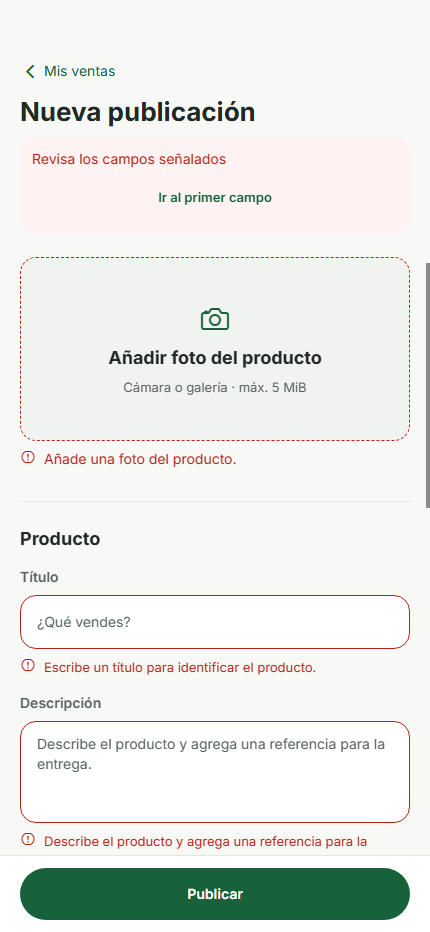 Mis ventas
Nueva publicación
Revisa los campos señalados
Ir al primer campo
Añadir foto del producto
Cámara o galería · máx. 5 MiB
Añade una foto del producto.
Producto
Título
¿Qué vendes?
Escribe un título para identificar el producto.
Descripción
Describe el producto y agrega una referencia para la
entrega.
Describe el producto y agrega una referencia para la
Publicar